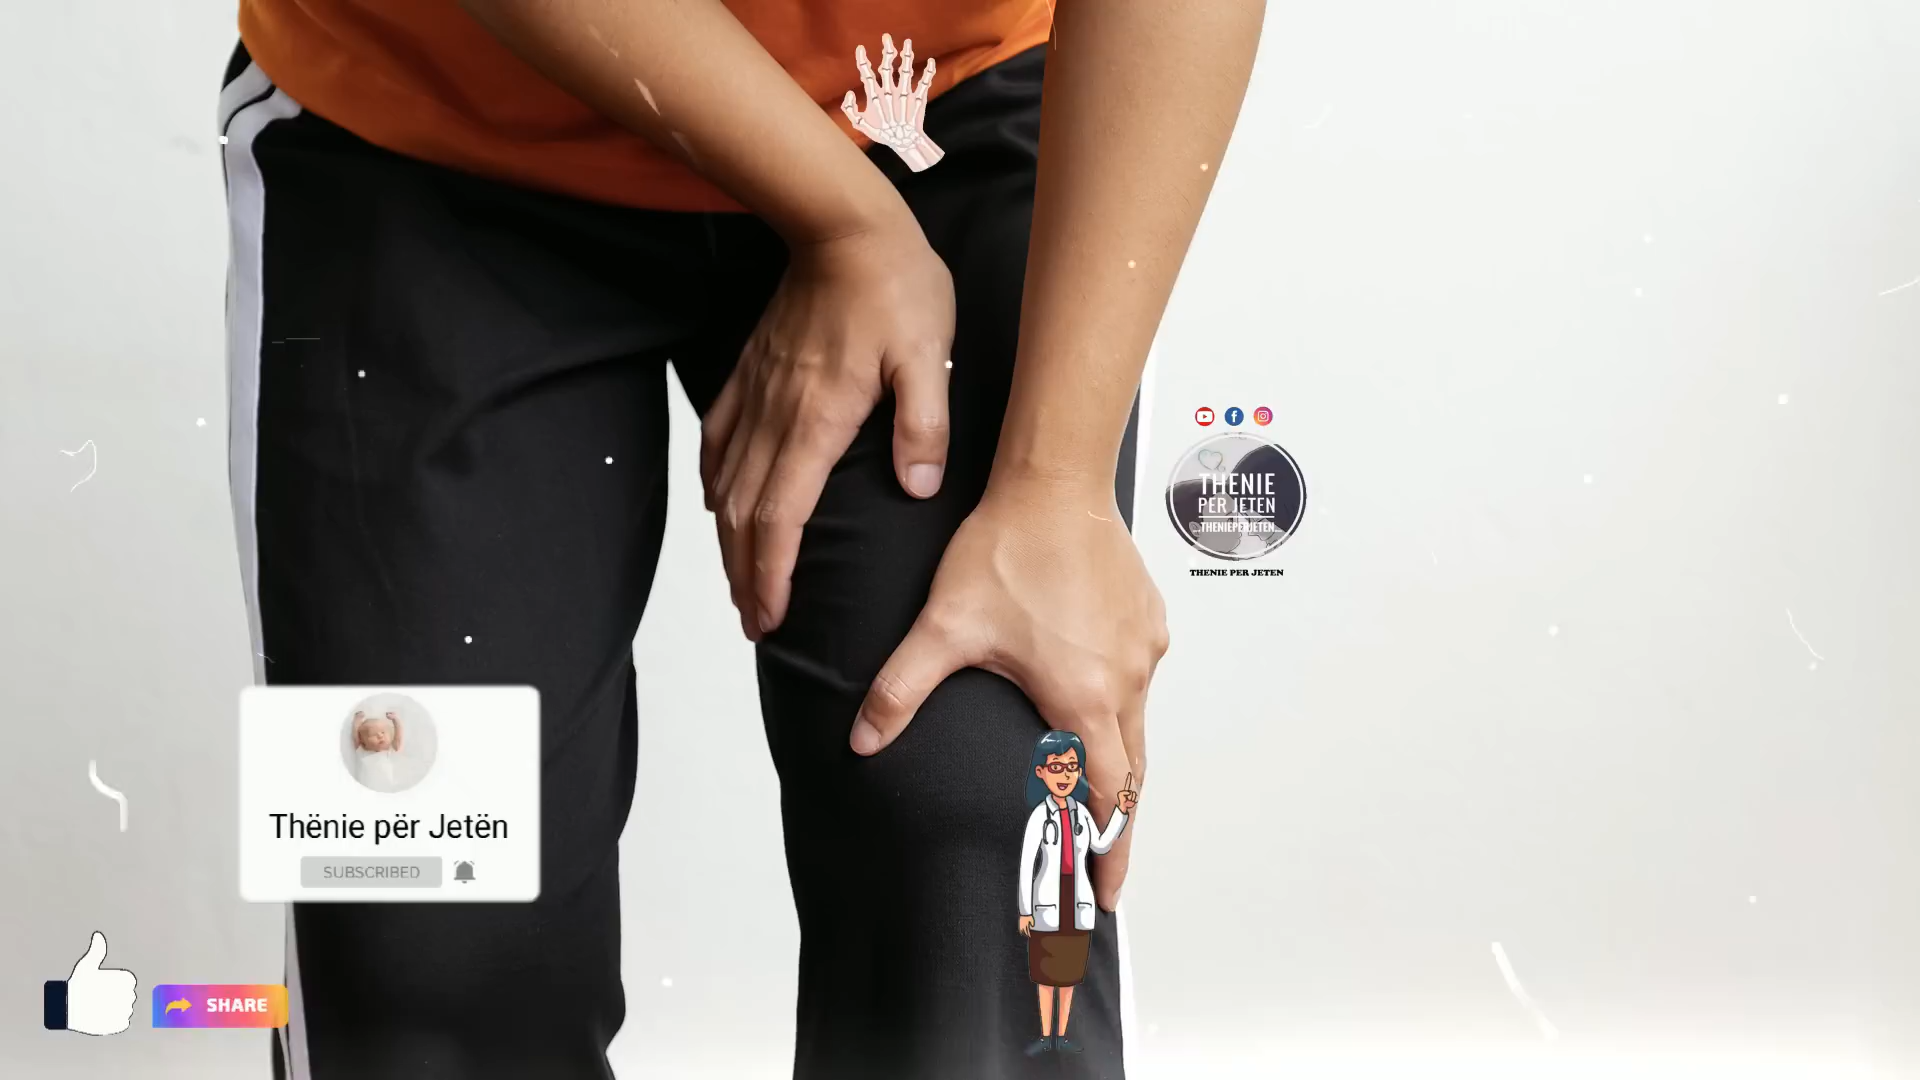 THENIE
PER JETEN
...THENIEPERJETEN...
THENIE PER JETEN
Thënie për Jetën
SUBSCRIBED
SHARE